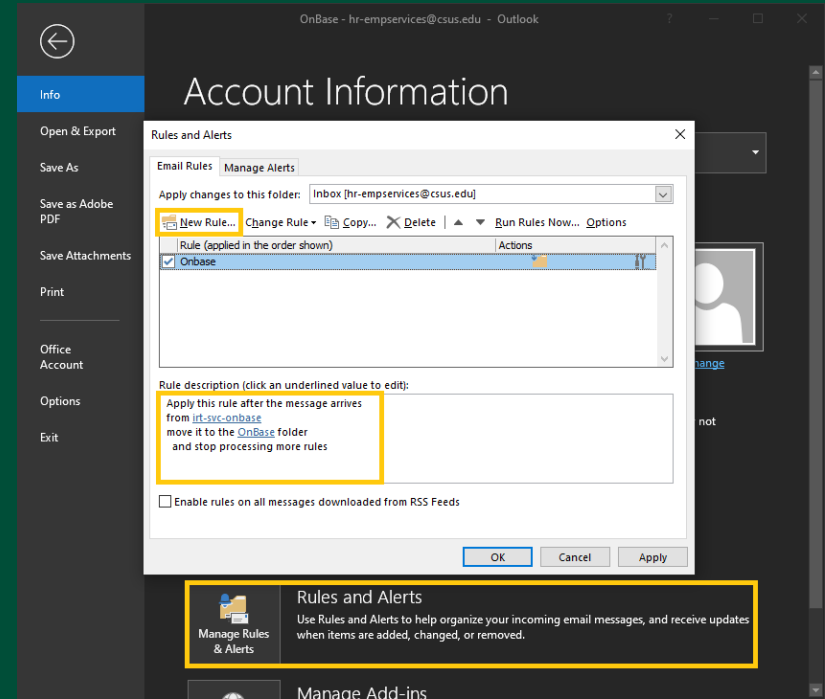 OnBase - hr-empservices@csus.edu - Outlook
?
Info
Open & Export
Save As
Save as Adobe
PDF
Save Attachments
Print
Office
Account
Options
Exit
Account Information
Rules and Alerts
Email Rules
Manage Alerts
Apply changes to this folder: Inbox [hr-empservices@csus.edu]
New Rule... Change Rule Copy... Delete Run Rules Now... Options
Rule (applied in the order shown) Actions
Onbase
Rule description (click an underlined value to edit):
Apply this rule after the message arrives
from irt-svc-onbase
move it to the OnBase folder
and stop processing more rules
Enable rules on all messages downloaded from RSS Feeds
OK Cancel Apply
hange
not
Manage Rules
& Alerts
Rules and Alerts
Use Rules and Alerts to help organize your incoming email messages, and receive updates
when items are added, changed, or removed.
Manage Add-ins